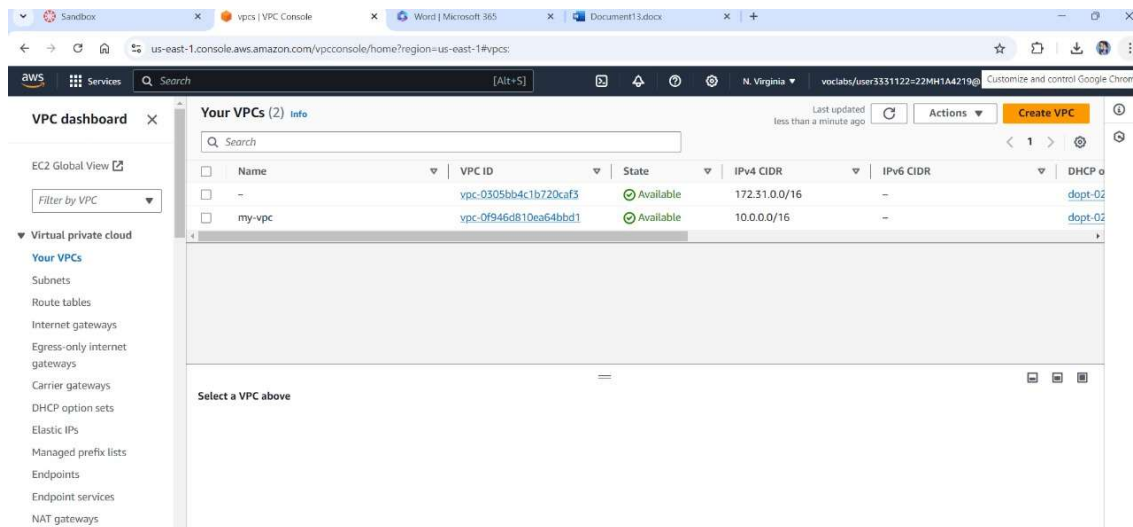 Sandbox
vpcs | VPC Console
Word | Microsoft 365
Document13.docx
us-east-1.console.aws.amazon.com/vpcconsole/home?region=us-east-1#vpcs:
aws
Services
Search
[Alt+S]
N. Virginia
voclabs/user3331122=22MH1A4219@
Customize and control Google Chrom
VPC dashboard
EC2 Global View
Filter by VPC
Virtual private cloud
Your VPCs
Subnets
Route tables
Internet gateways
Egress-only internet
gateways
Carrier gateways
DHCP option sets
Elastic IPs
Managed prefix lists
Endpoints
Endpoint services
NAT gateways
Your VPCs (2) Info
Last updated
less than a minute ago
Actions
Create VPC
Search
1
Name VPC ID State IPv4 CIDR IPv6 CIDR DHCP o
– vpc-0305bb4c1b720caf3 Available 172.31.0.0/16 – dopt-02
my-vpc vpc-0f946d810ea64bbd1 Available 10.0.0.0/16 – dopt-02
Select a VPC above